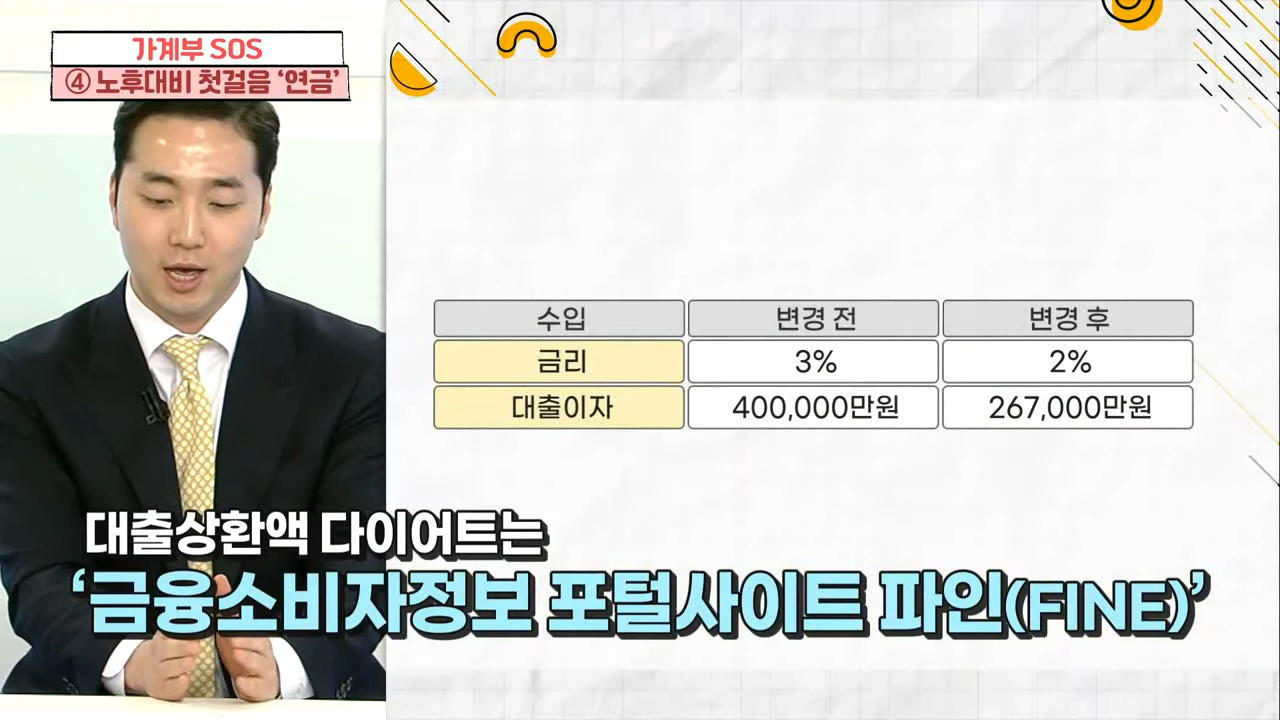 가계부 SOS
④ 노후대비 첫걸음 ‘연금’
수입 변경 전 변경 후
금리 3% 2%
대출이자 400,000만원 267,000만원
대출상환액 다이어트는
‘금융소비자정보 포털사이트 파인(FINE)’